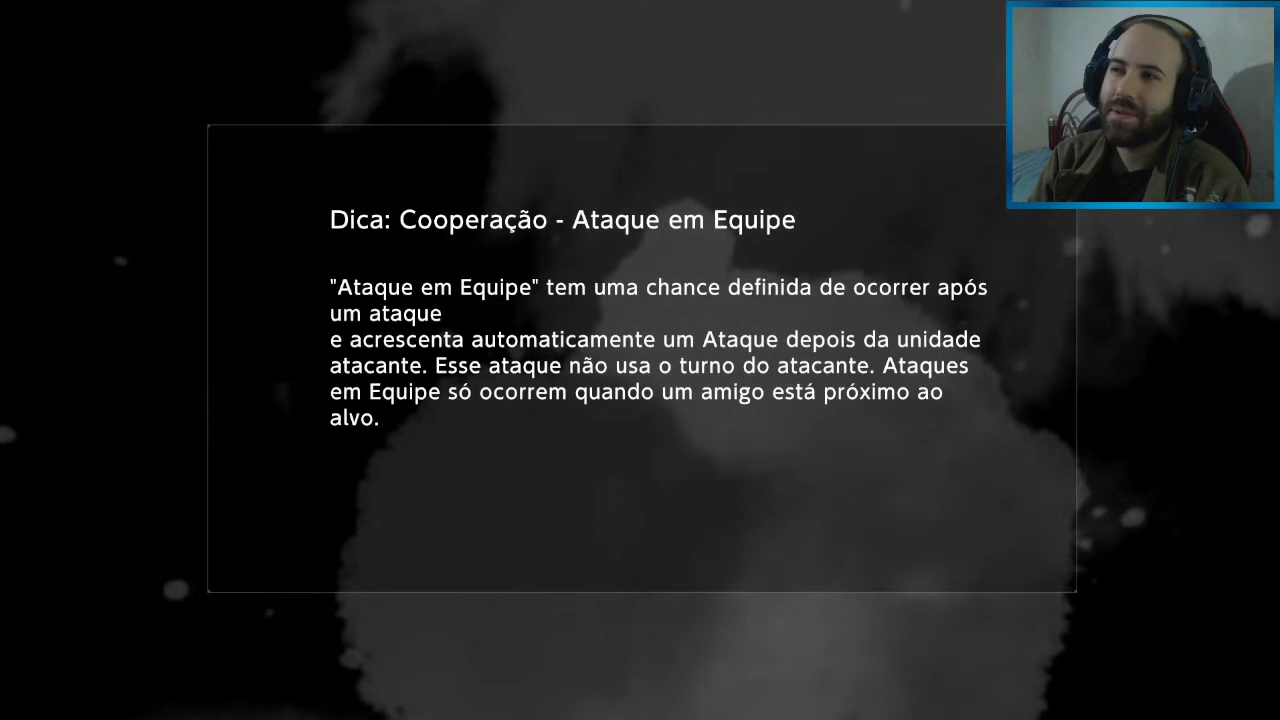 Dica: Cooperação - Ataque em Equipe
"Ataque em Equipe" tem uma chance definida de ocorrer após
um ataque
e acrescenta automaticamente um Ataque depois da unidade
atacante. Esse ataque não usa o turno do atacante. Ataques
em Equipe só ocorrem quando um amigo está próximo ao
alvo.